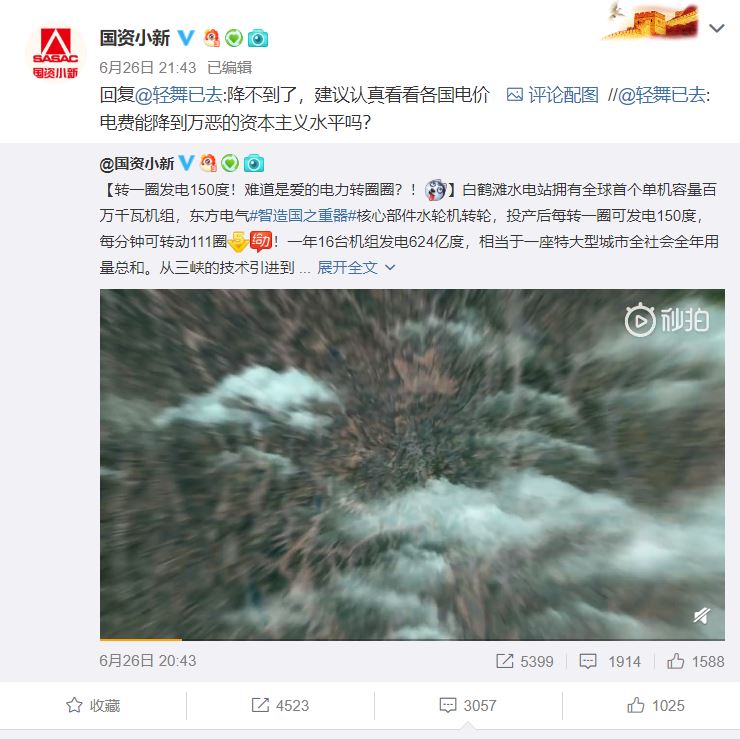 国资小新
SASAC
国资小新
6月26日 21:43 已编辑
回复@轻舞已去:降不到了，建议认真看看各国电价 评论配图 //@轻舞已去:
电费能降到万恶的资本主义水平吗?
@国资小新
【转一圈发电150度！难道是爱的电力转圈圈？！】白鹤滩水电站拥有全球首个单机容量百
万千瓦机组，东方电气#智造国之重器#核心部件水轮机转轮，投产后每转一圈可发电150度，
每分钟可转动111圈！一年16台机组发电624亿度，相当于一座特大型城市全社会全年用
量总和。从三峡的技术引进到 ... 展开全文
秒拍
6月26日 20:43 5399 1914 1588
收藏 4523 3057 1025